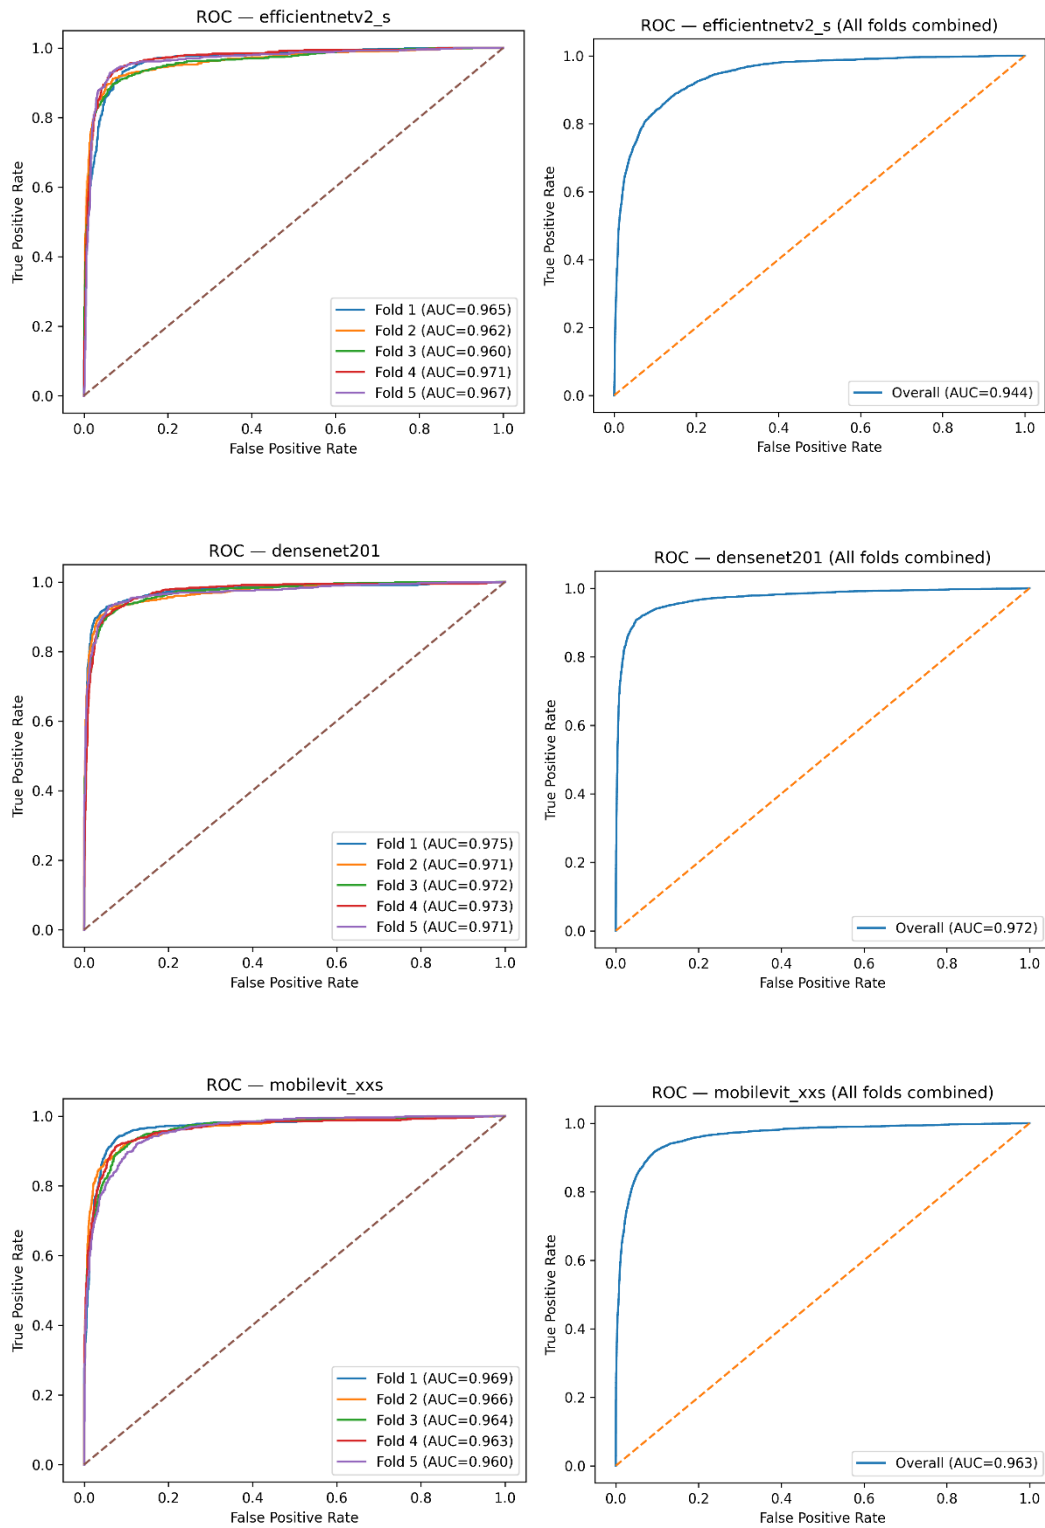 ROC — efficientnetv2_s
True Positive Rate
1.0
0.8
0.6
0.4
0.2
0.0
Fold 1 (AUC=0.965)
Fold 2 (AUC=0.962)
Fold 3 (AUC=0.960)
Fold 4 (AUC=0.971)
Fold 5 (AUC=0.967)
0.0 0.2 0.4 0.6 0.8 1.0
False Positive Rate
ROC — efficientnetv2_s (All folds combined)
True Positive Rate
1.0
0.8
0.6
0.4
0.2
0.0
Overall (AUC=0.944)
0.0 0.2 0.4 0.6 0.8 1.0
False Positive Rate
ROC — densenet201
True Positive Rate
1.0
0.8
0.6
0.4
0.2
0.0
Fold 1 (AUC=0.975)
Fold 2 (AUC=0.971)
Fold 3 (AUC=0.972)
Fold 4 (AUC=0.973)
Fold 5 (AUC=0.971)
0.0 0.2 0.4 0.6 0.8 1.0
False Positive Rate
ROC — densenet201 (All folds combined)
True Positive Rate
1.0
0.8
0.6
0.4
0.2
0.0
Overall (AUC=0.972)
0.0 0.2 0.4 0.6 0.8 1.0
False Positive Rate
ROC — mobilevit_xxs
True Positive Rate
1.0
0.8
0.6
0.4
0.2
0.0
Fold 1 (AUC=0.969)
Fold 2 (AUC=0.966)
Fold 3 (AUC=0.964)
Fold 4 (AUC=0.963)
Fold 5 (AUC=0.960)
0.0 0.2 0.4 0.6 0.8 1.0
False Positive Rate
ROC — mobilevit_xxs (All folds combined)
True Positive Rate
1.0
0.8
0.6
0.4
0.2
0.0
Overall (AUC=0.963)
0.0 0.2 0.4 0.6 0.8 1.0
False Positive Rate